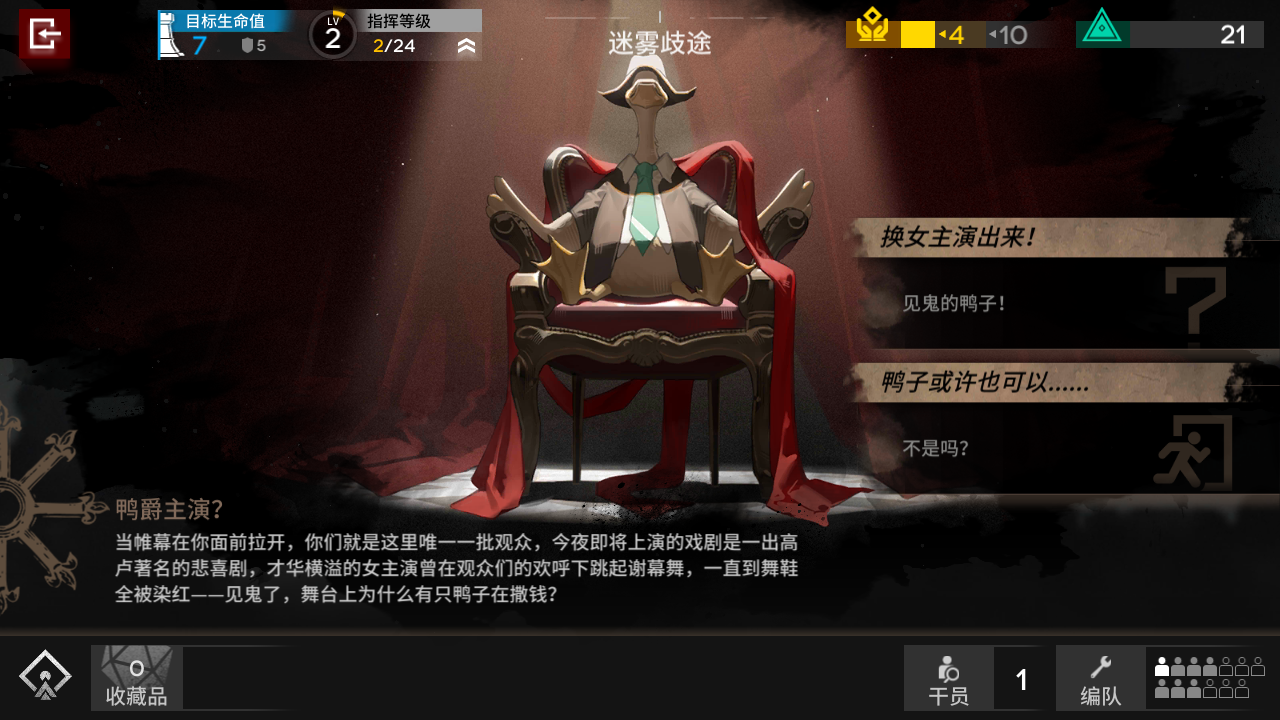 目标生命值
7
5
LV
2
指挥等级
2/24
迷雾歧途
4
10
21
换女主演出来！
见鬼的鸭子！
鸭子或许也可以……
不是吗？
鸭爵主演？
当帷幕在你面前拉开，你们就是这里唯一一批观众，今夜即将上演的戏剧是一出高
卢著名的悲喜剧，才华横溢的女主演曾在观众们的欢呼下跳起谢幕舞，一直到舞鞋
全被染红——见鬼了，舞台上为什么有只鸭子在撒钱？
0
收藏品
干员
1
编队